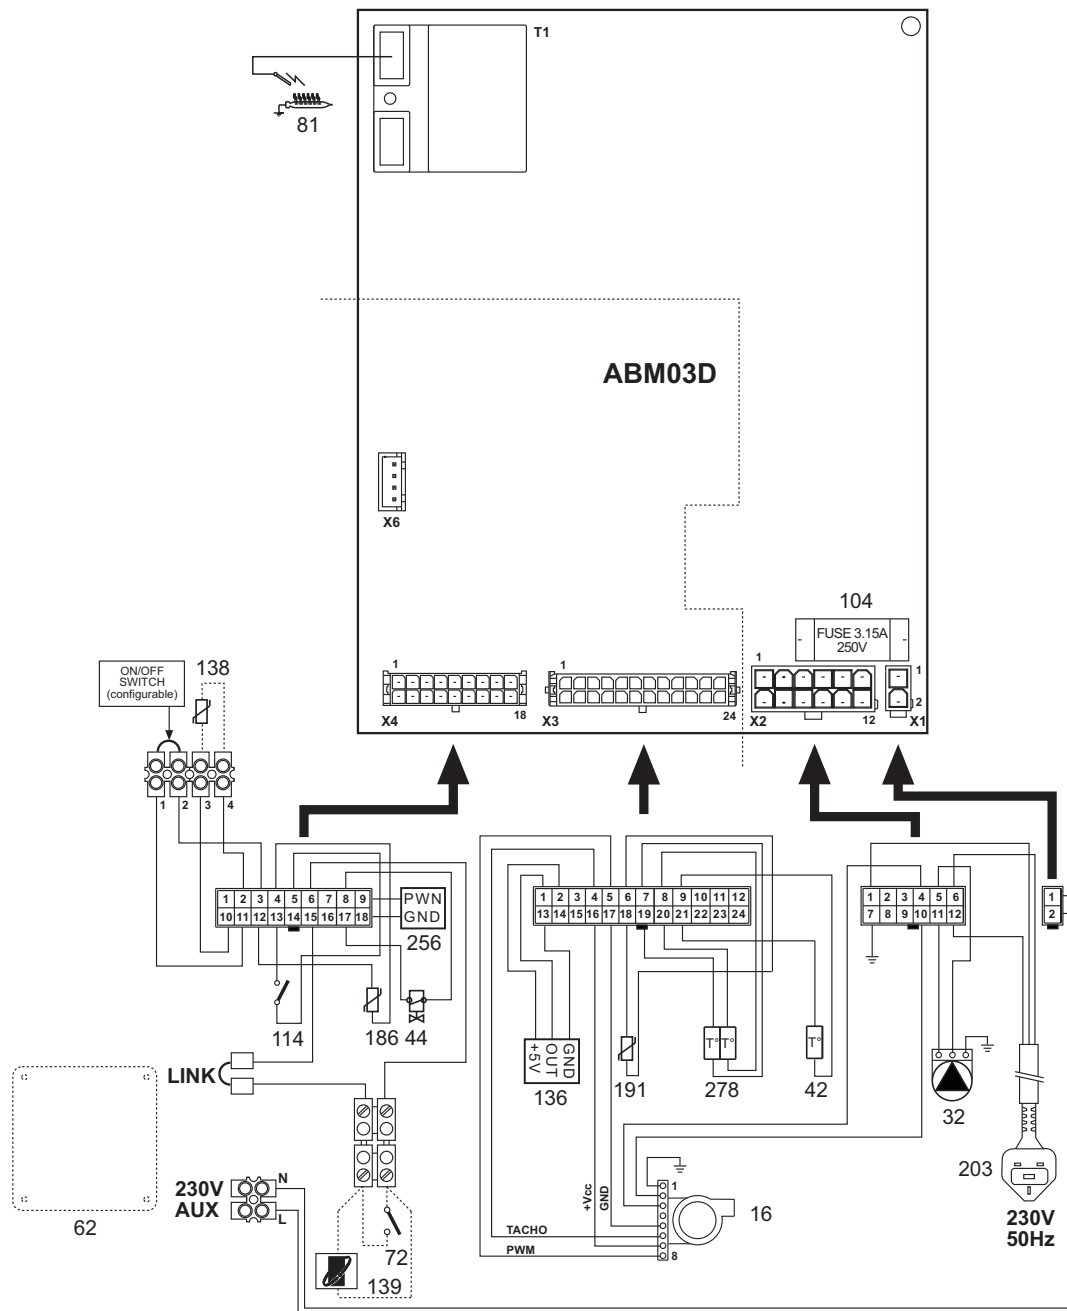 T1
81
ABM03D
X6
104
FUSE 3.15A
250V
1
1
1
1
2
X4
18
X3
24
X2
12
X1
ON/OFF
SWITCH
(configurable)
138
1 2 3 4
1 2 3 4 5 6 7 8 9
10 11 12 13 14 15 16 17 18
PWN
GND
256
1 2 3 4 5 6 7 8 9 10 11 12
13 14 15 16 17 18 19 20 21 22 23 24
1 2 3 4 5 6
7 8 9 10 11 12
1
2
114
186
44
LINK
+5V
OUT
GND
136
191
T° T°
278
T°
42
32
203
230V
50Hz
62
230V
AUX
N
L
72
139
+Vcc
GND
TACHO
PWM
1
8
16